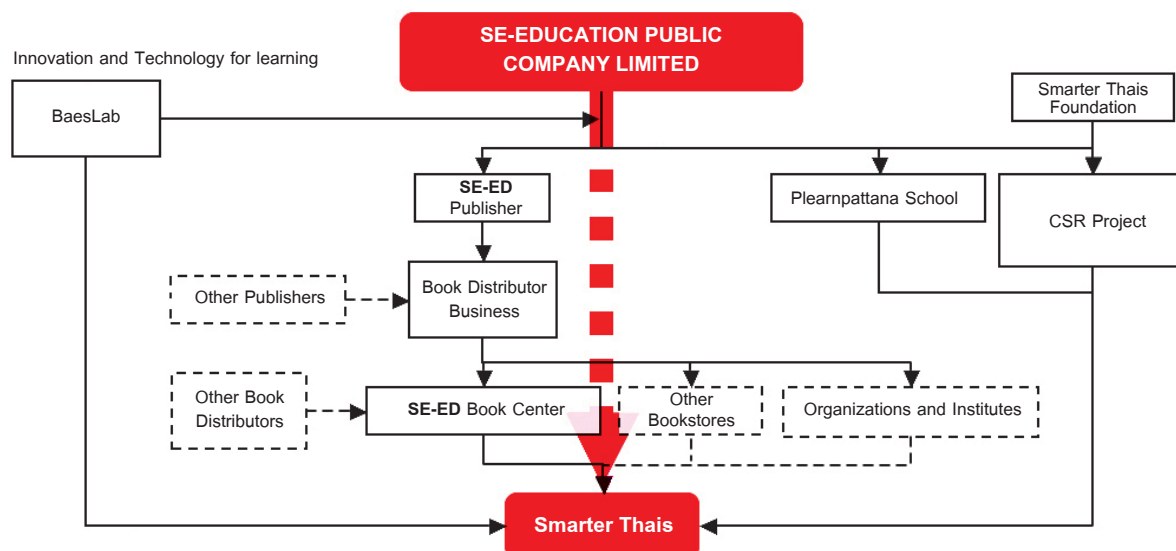 SE-EDUCATION PUBLIC
COMPANY LIMITED
Innovation and Technology for learning
BaesLab
Smarter Thais
Foundation
SE-ED
Publisher
Plearnpattana School
CSR Project
Other Publishers
Book Distributor
Business
Other Book
Distributors
SE-ED Book Center
Other
Bookstores
Organizations and Institutes
Smarter Thais